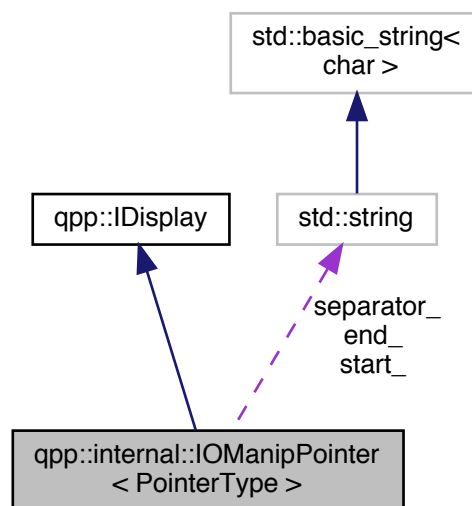 std::basic_string<
char >
qpp::IDisplay
std::string
separator_
end_
start_
qpp::internal::IOManipPointer
< PointerType >